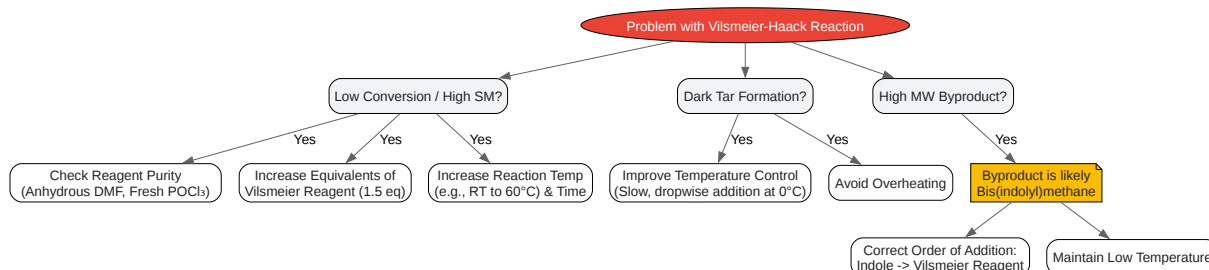 Problem with Vilsmeier-Haack Reaction
Low Conversion / High SM?
Dark Tar Formation?
High MW Byproduct?
Yes
Yes
Yes
Yes
Yes
Yes
Check Reagent Purity
(Anhydrous DMF, Fresh POCl₃)
Increase Equivalents of
Vilsmeier Reagent (1.5 eq)
Increase Reaction Temp
(e.g., RT to 60°C) & Time
Improve Temperature Control
(Slow, dropwise addition at 0°C)
Avoid Overheating
Byproduct is likely
Bis(indolyl)methane
Correct Order of Addition:
Indole -> Vilsmeier Reagent
Maintain Low Temperature